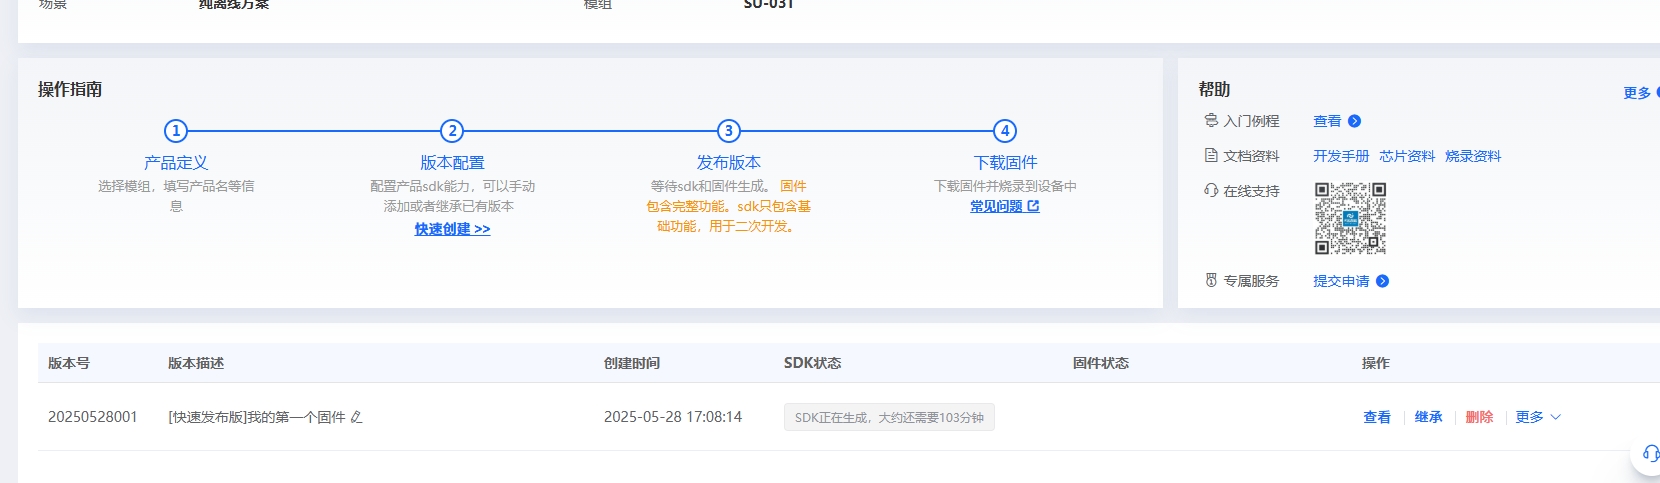 场景 纯离线方案 模组 SU-03T
操作指南
1 2 3 4
产品定义 版本配置 发布版本 下载固件
选择模组，填写产品名等信
息
配置产品sdk能力，可以手动
添加或者继承已有版本
快速创建 >>
等待sdk和固件生成。 固件
包含完整功能。sdk只包含基
础功能，用于二次开发。
下载固件并烧录到设备中
常见问题
帮助 更多
入门例程 查看
文档资料 开发手册 芯片资料 烧录资料
在线支持
专属服务 提交申请
版本号 版本描述 创建时间 SDK状态 固件状态 操作
20250528001 [快速发布版]我的第一个固件 2025-05-28 17:08:14 SDK正在生成，大约还需要103分钟 查看 继承 删除 更多